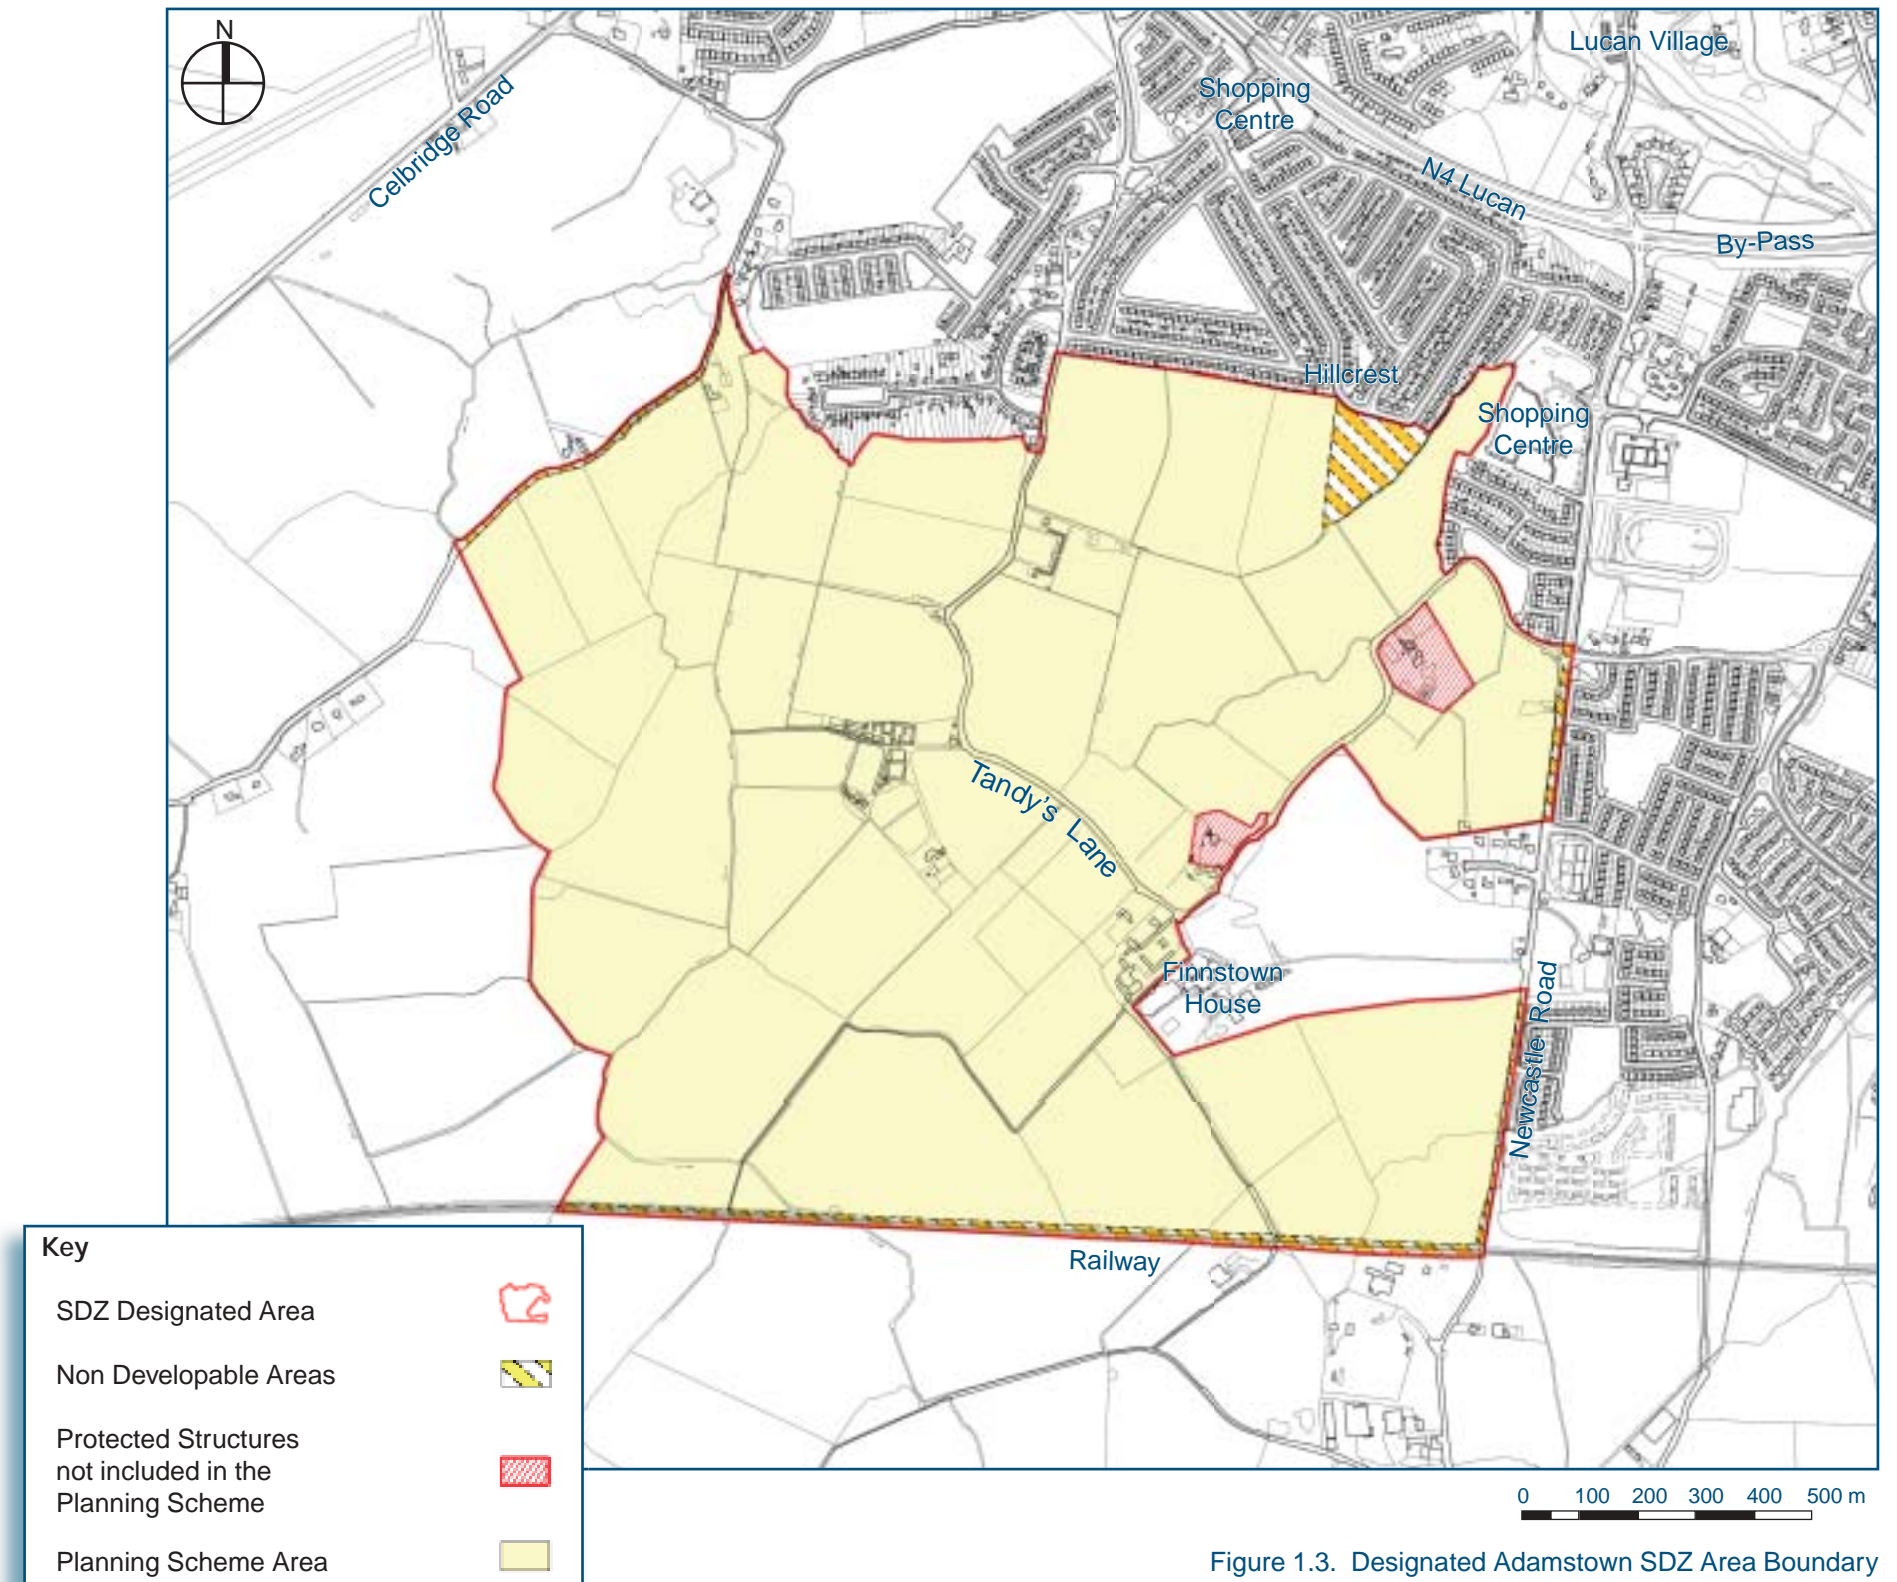 N
Lucan Village
Celbridge Road
Shopping
Centre
N4 Lucan
By-Pass
Hillcrest
Shopping
Centre
Tandy's Lane
Finnstown
House
Newcastle Road
Railway
Key
SDZ Designated Area
Non Developable Areas
Protected Structures
not included in the
Planning Scheme
Planning Scheme Area
0 100 200 300 400 500 m
Figure 1.3. Designated Adamstown SDZ Area Boundary